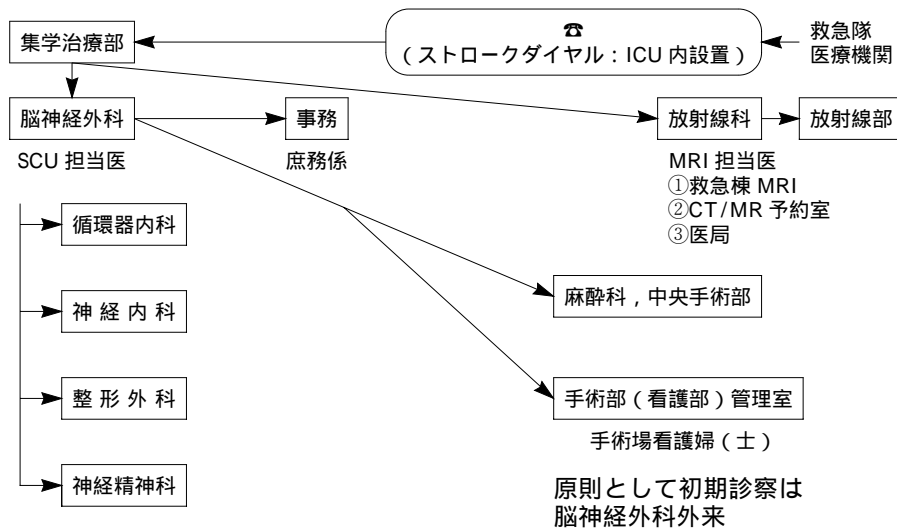 集学治療部
☎
(ストロークダイヤル:ICU 内設置)
救急隊
医療機関
脳神経外科
SCU 担当医
事務
庶務係
放射線科
放射線部
MRI 担当医
①救急棟 MRI
②CT/MR 予約室
③医局
循環器内科
神 経 内 科
整 形 外 科
神経精神科
麻酔科,中央手術部
手術部(看護部)管理室
手術場看護婦(士)
原則として初期診察は
脳神経外科外来